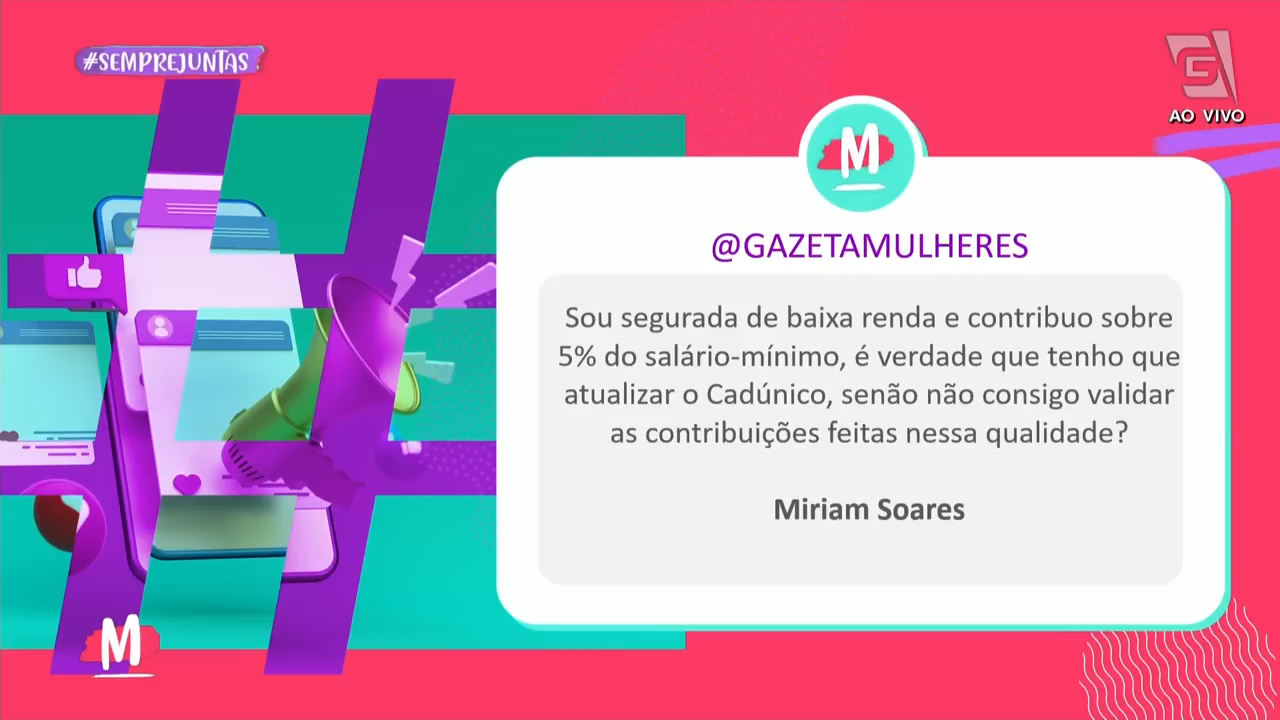 #SEMPREJUNTAS
AO VIVO
M
@GAZETAMULHERES
Sou segurada de baixa renda e contribuo sobre
5% do salário-mínimo, é verdade que tenho que
atualizar o Cadúnico, senão não consigo validar
as contribuições feitas nessa qualidade?
Miriam Soares
M